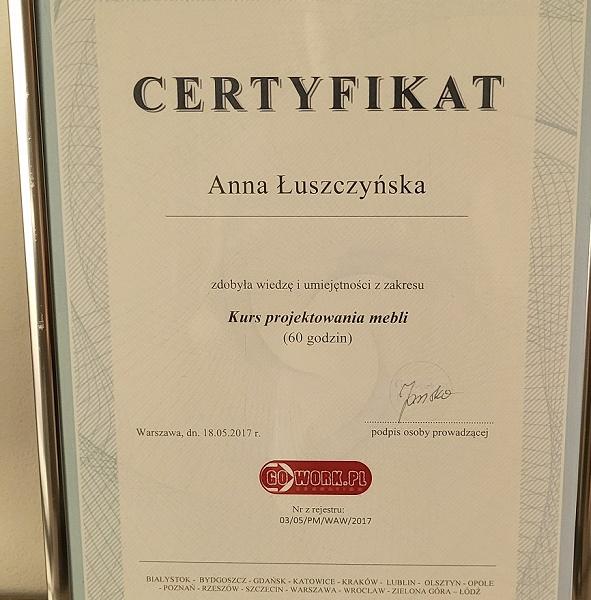 CERTYFIKAT
Anna Łuszczyńska
zdobyła wiedzę i umiejętności z zakresu
Kurs projektowania mebli
(60 godzin)
Warszawa, dn. 18.05.2017 r.
podpis osoby prowadzącej
GOWORK.PL
Nr z rejestru:
03/05/PM/WAW/2017
BIAŁYSTOK - BYDGOSZCZ - GDAŃSK - KATOWICE - KRAKÓW - LUBLIN - OLSZTYN - OPOLE
- POZNAŃ - RZESZÓW - SZCZECIN - WARSZAWA - WROCŁAW - ZIELONA GÓRA – ŁÓDŹ